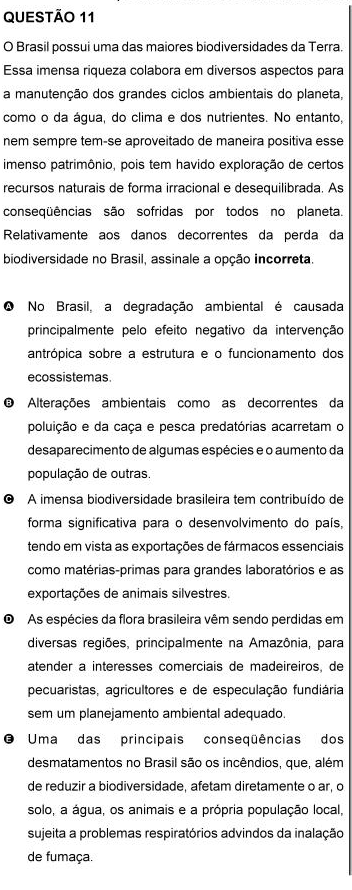 QUESTÃO 11
O Brasil possui uma das maiores biodiversidades da Terra.
Essa imensa riqueza colabora em diversos aspectos para
a manutenção dos grandes ciclos ambientais do planeta,
como o da água, do clima e dos nutrientes. No entanto,
nem sempre tem-se aproveitado de maneira positiva esse
imenso patrimônio, pois tem havido exploração de certos
recursos naturais de forma irracional e desequilibrada. As
conseqüências são sofridas por todos no planeta.
Relativamente aos danos decorrentes da perda da
biodiversidade no Brasil, assinale a opção incorreta.
A No Brasil, a degradação ambiental é causada
principalmente pelo efeito negativo da intervenção
antrópica sobre a estrutura e o funcionamento dos
ecossistemas.
B Alterações ambientais como as decorrentes da
poluição e da caça e pesca predatórias acarretam o
desaparecimento de algumas espécies e o aumento da
população de outras.
C A imensa biodiversidade brasileira tem contribuído de
forma significativa para o desenvolvimento do país,
tendo em vista as exportações de fármacos essenciais
como matérias-primas para grandes laboratórios e as
exportações de animais silvestres.
D As espécies da flora brasileira vêm sendo perdidas em
diversas regiões, principalmente na Amazônia, para
atender a interesses comerciais de madeireiros, de
pecuaristas, agricultores e de especulação fundiária
sem um planejamento ambiental adequado.
E Uma das principais conseqüências dos
desmatamentos no Brasil são os incêndios, que, além
de reduzir a biodiversidade, afetam diretamente o ar, o
solo, a água, os animais e a própria população local,
sujeita a problemas respiratórios advindos da inalação
de fumaça.